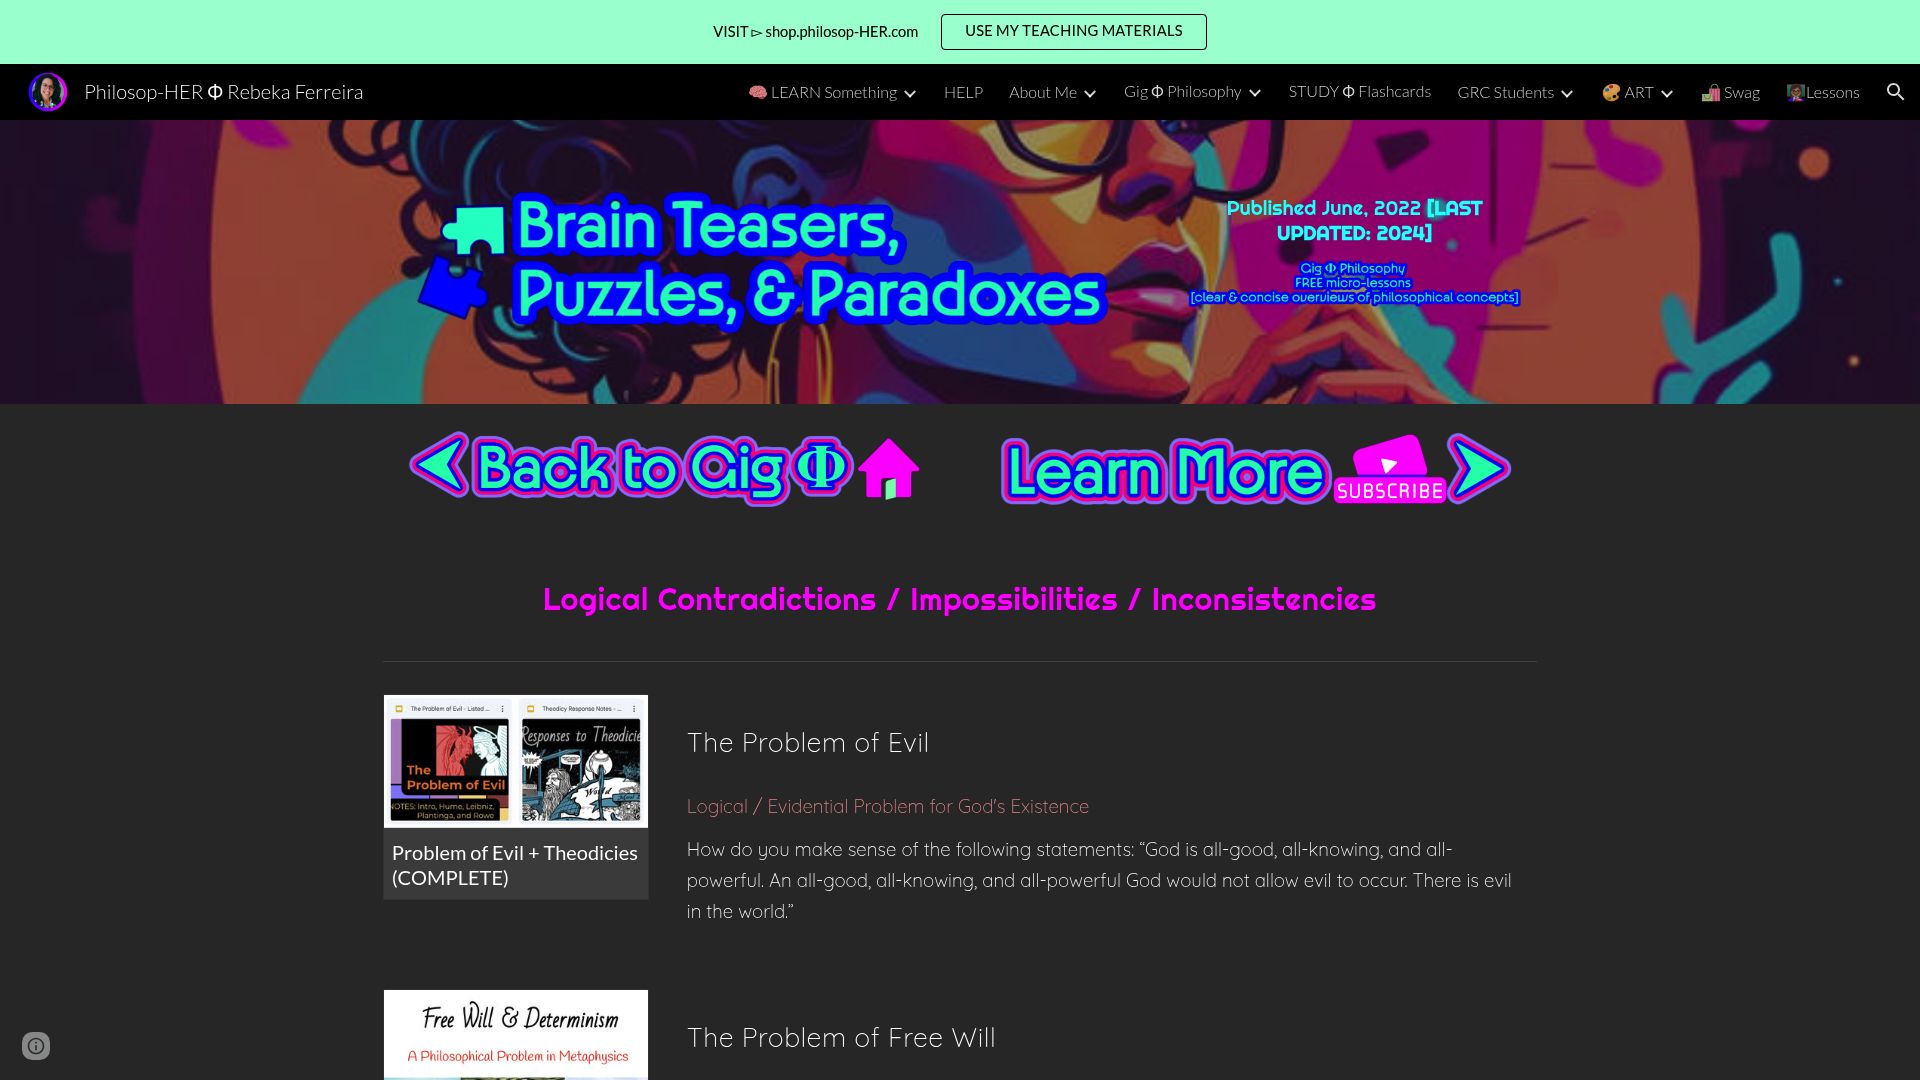 VISIT ▻ shop.philosop-HER.com
USE MY TEACHING MATERIALS
Philosop-HER Φ Rebeka Ferreira
🧠 LEARN Something
HELP
About Me
Gig Φ Philosophy
STUDY Φ Flashcards
GRC Students
🎨 ART
🛍️ Swag
👩🏾‍🏫Lessons
Brain Teasers,
Puzzles, & Paradoxes
Published June, 2022 [LAST
UPDATED: 2024]
Gig Φ Philosophy
FREE micro-lessons
[clear & concise overviews of philosophical concepts]
Back to Gig Φ
Learn More
SUBSCRIBE
Logical Contradictions / Impossibilities / Inconsistencies
The Problem of Evil - Listed ...
Theodicy Response Notes - ...
The
Problem of Evil
NOTES: Intro, Hume, Leibniz,
Plantinga, and Rowe
Responses to Theodicie
World
Problem of Evil + Theodicies
(COMPLETE)
The Problem of Evil
Logical / Evidential Problem for God's Existence
How do you make sense of the following statements: “God is all-good, all-knowing, and all-
powerful. An all-good, all-knowing, and all-powerful God would not allow evil to occur. There is evil
in the world.”
Free Will & Determinism
A Philosophical Problem in Metaphysics
The Problem of Free Will